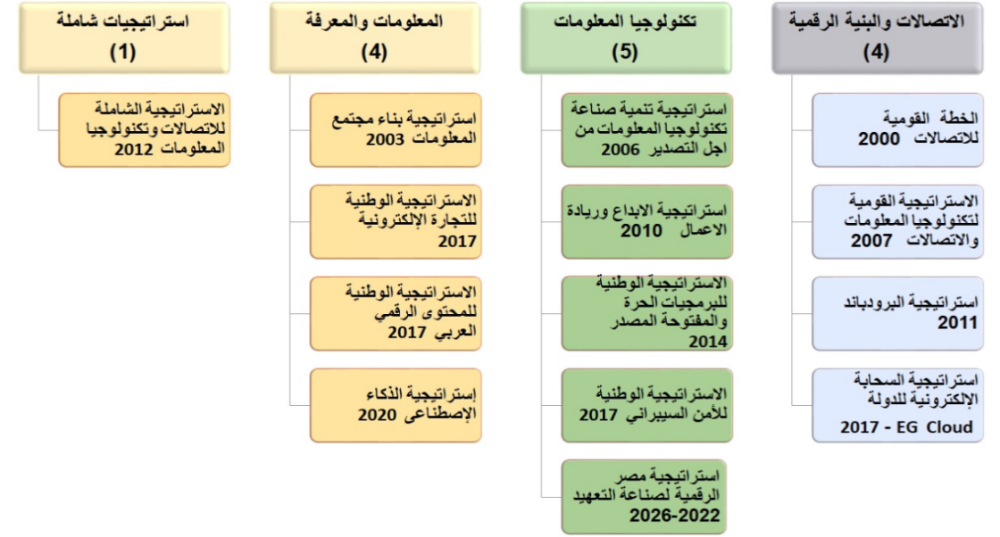 الاتصالات والبنية الرقمية
(4)
الخطة القومية
للاتصالات 2000
الاستراتيجية القومية
لتكنولوجيا المعلومات
والاتصالات 2007
استراتيجية البرودباند
2011
استراتيجية السحابة
الإلكترونية للدولة
2017 - EG Cloud
تكنولوجيا المعلومات
(5)
استراتيجية تنمية صناعة
تكنولوجيا المعلومات من
اجل التصدير 2006
استراتيجية الابداع وريادة
الاعمال 2010
الاستراتيجية الوطنية
للبرمجيات الحرة
والمفتوحة المصدر
2014
الاستراتيجية الوطنية
للأمن السيبراني 2017
استراتيجية مصر
الرقمية لصناعة التعهيد
2026-2022
المعلومات والمعرفة
(4)
استراتيجية بناء مجتمع
المعلومات 2003
الاستراتيجية الوطنية
للتجارة الإلكترونية
2017
الاستراتيجية الوطنية
للمحتوى الرقمي
العربي 2017
إستراتيجية الذكاء
الإصطناعى 2020
استراتيجيات شاملة
(1)
الاستراتيجية الشاملة
للاتصالات وتكنولوجيا
المعلومات 2012